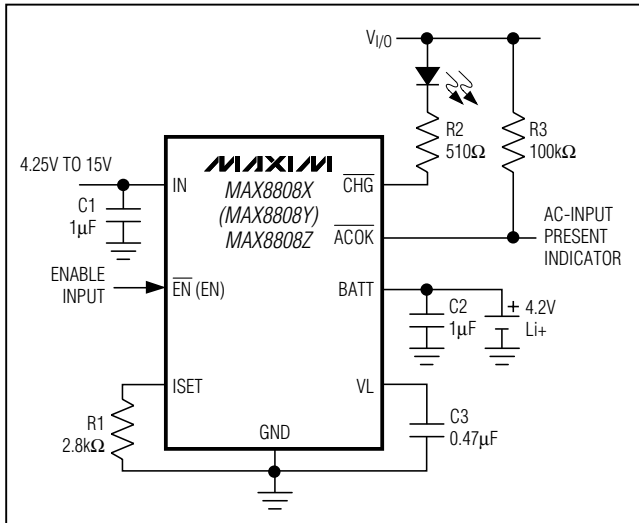 V_I/O
R2
510Ω
R3
100kΩ
4.25V TO 15V
C1
1µF
IN
MAXIM
MAX8808X
(MAX8808Y)
MAX8808Z
CHG
ACOK
AC-INPUT
PRESENT
INDICATOR
ENABLE
INPUT
EN (EN)
BATT
C2
1µF
+ 4.2V
Li+
ISET
VL
R1
2.8kΩ
GND
C3
0.47µF